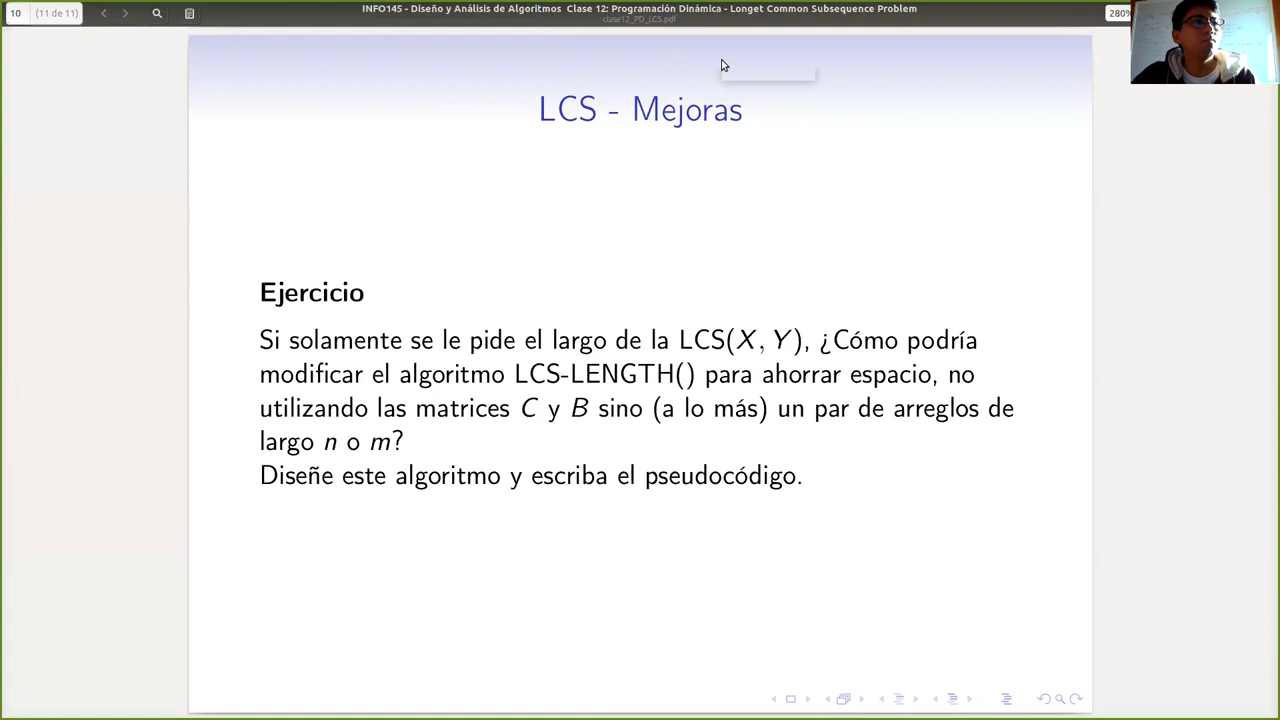 10 (11 de 11)
INFO145 - Diseño y Análisis de Algoritmos Clase 12: Programación Dinámica - Longet Common Subsequence Problem
clase12_PD_LCS.pdf
280%
LCS - Mejoras
Ejercicio
Si solamente se le pide el largo de la LCS(X, Y), ¿Cómo podría
modificar el algoritmo LCS-LENGTH() para ahorrar espacio, no
utilizando las matrices C y B sino (a lo más) un par de arreglos de
largo n o m?
Diseñe este algoritmo y escriba el pseudocódigo.